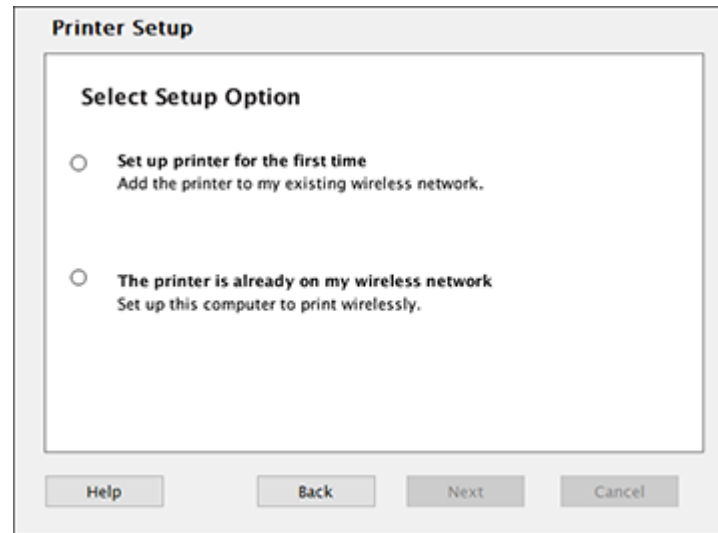 Printer Setup
Select Setup Option
Set up printer for the first time
Add the printer to my existing wireless network.
The printer is already on my wireless network
Set up this computer to print wirelessly.
Help Back Next Cancel